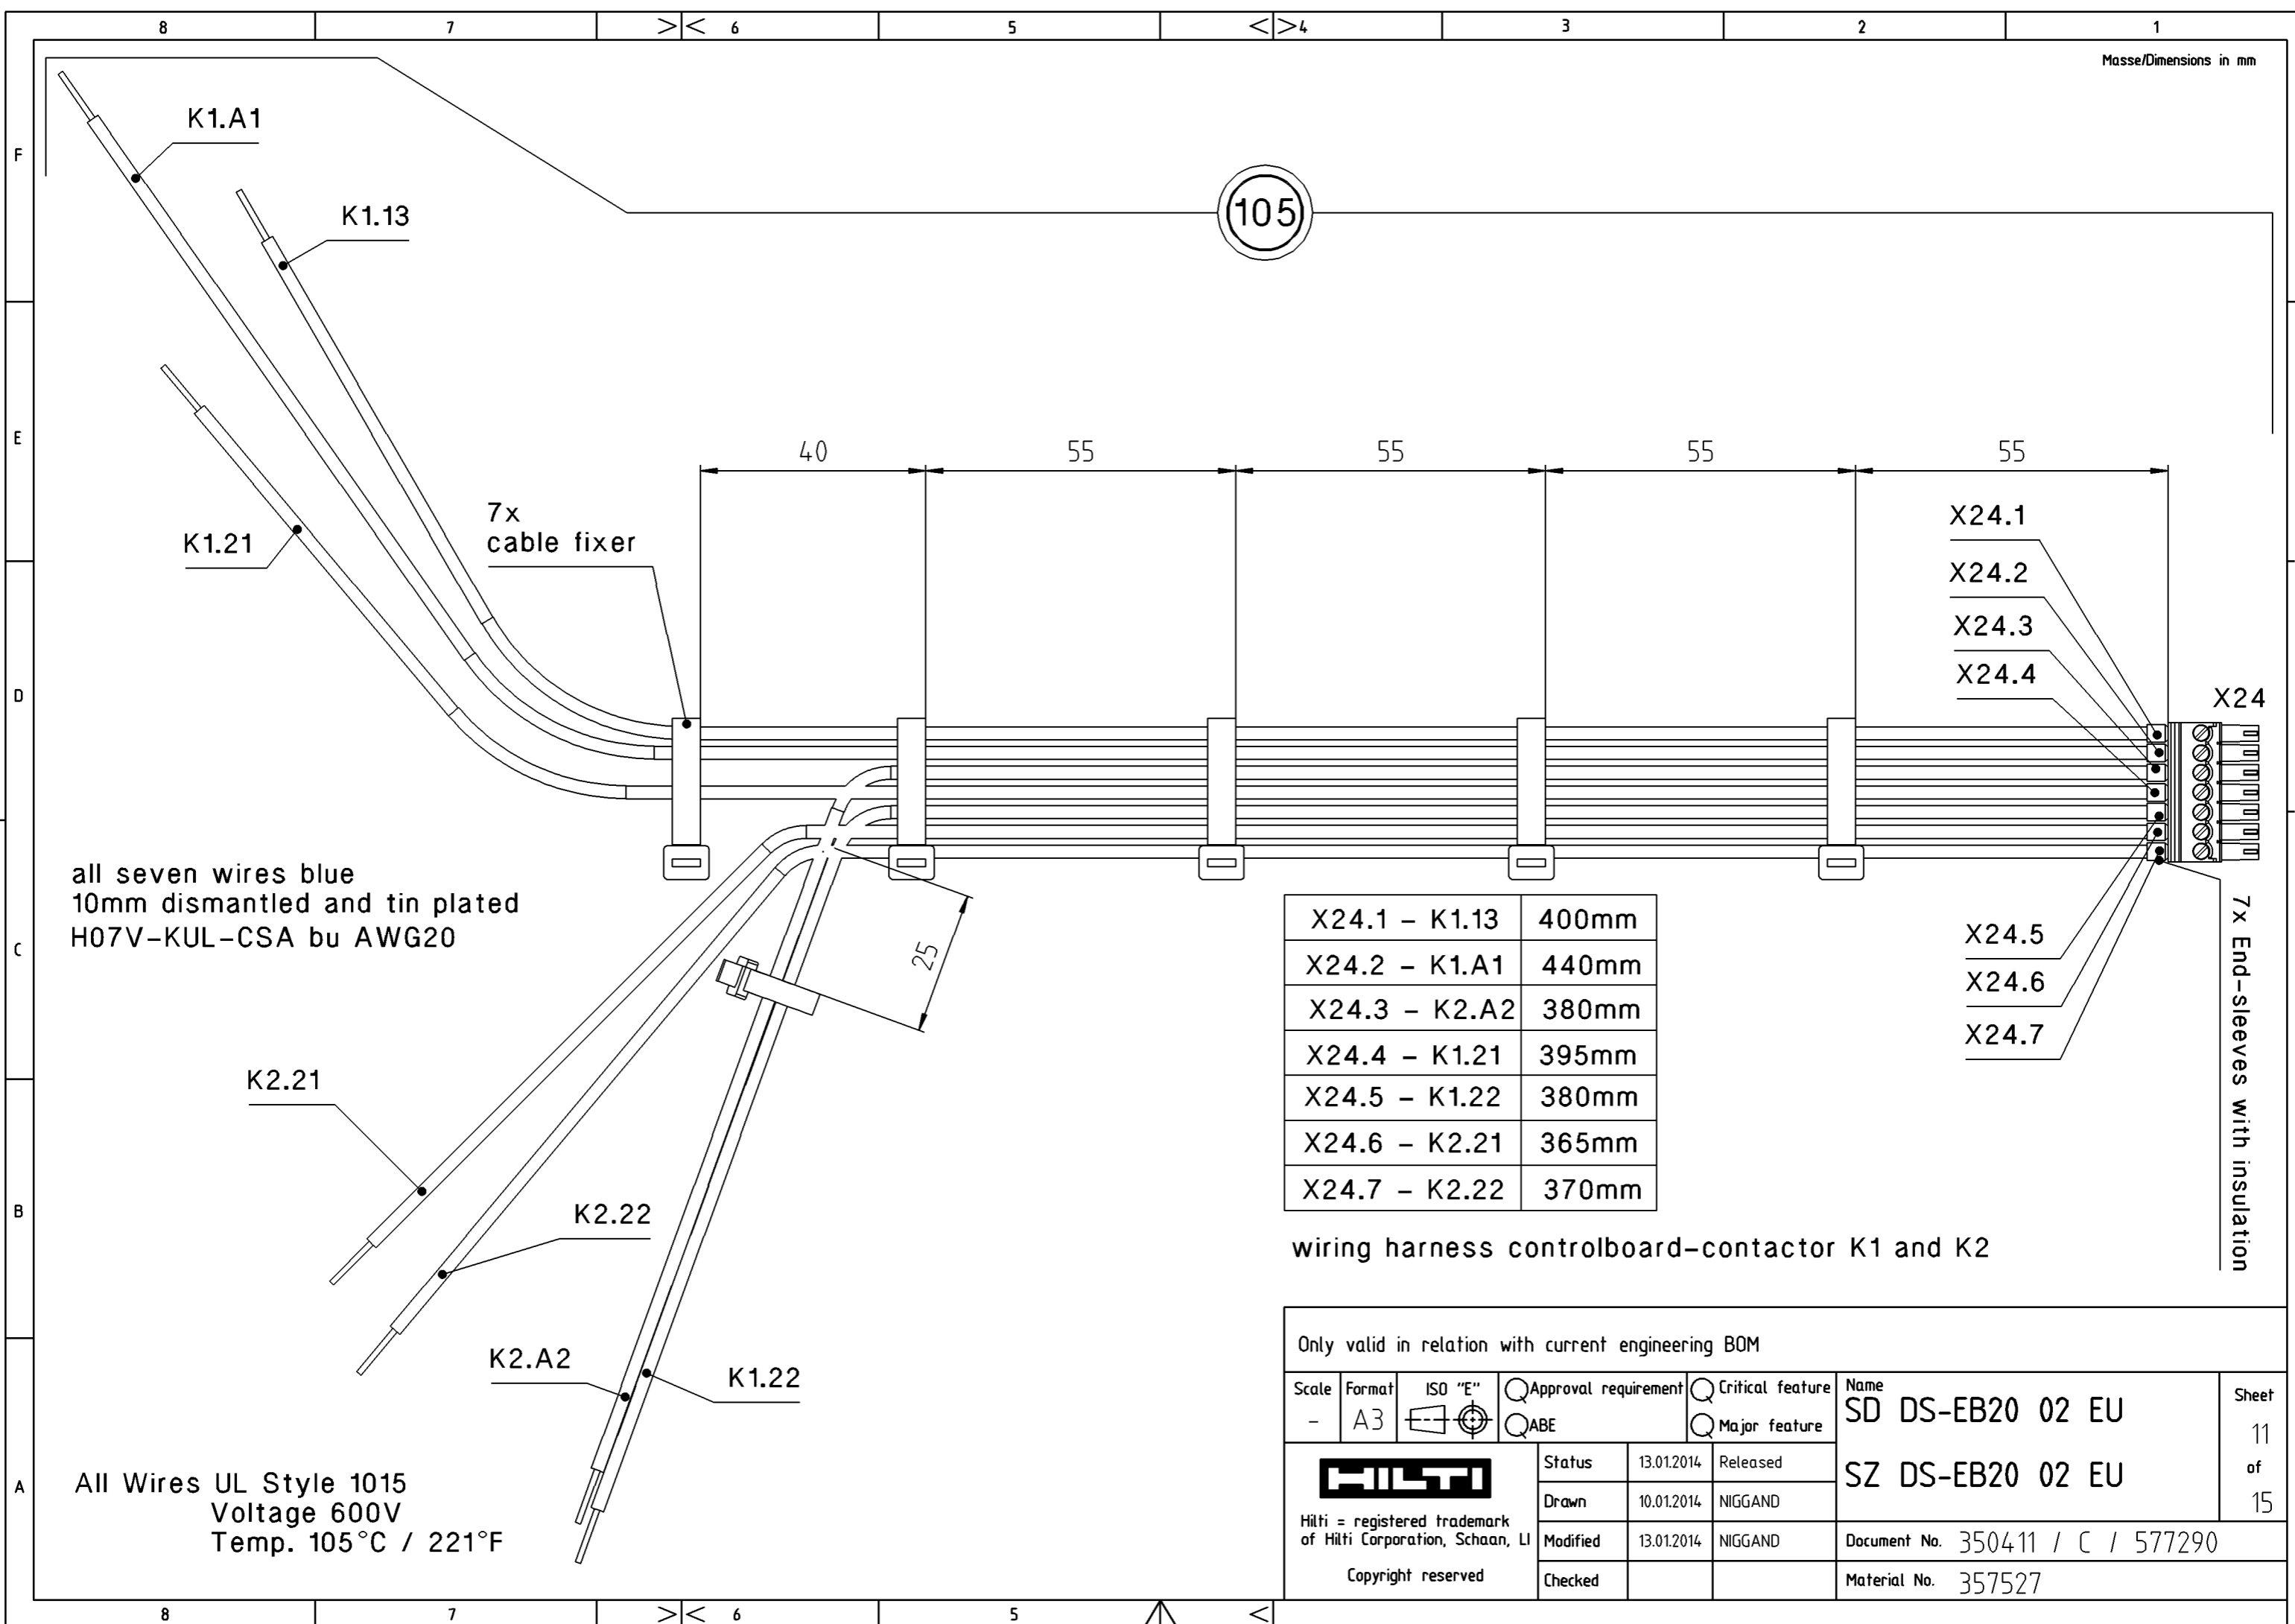 8 7 6 5 4 3 2 1
Masse/Dimensions in mm
F
E
D
C
B
A
K1.A1
K1.13
105
K1.21
7x
cable fixer
40 55 55 55 55
X24.1
X24.2
X24.3
X24.4
X24
all seven wires blue
10mm dismantled and tin plated
H07V-KUL-CSA bu AWG20
25
X24.1 - K1.13 400mm
X24.2 - K1.A1 440mm
X24.3 - K2.A2 380mm
X24.4 - K1.21 395mm
X24.5 - K1.22 380mm
X24.6 - K2.21 365mm
X24.7 - K2.22 370mm
X24.5
X24.6
X24.7
7x End-sleeves with insulation
K2.21
K2.22
K2.A2
K1.22
wiring harness controlboard-contactor K1 and K2
All Wires UL Style 1015
Voltage 600V
Temp. 105°C / 221°F
Only valid in relation with current engineering BOM
Scale
-
Format
A3
ISO "E"
Approval requirement
ABE
Critical feature
Major feature
Name
SD DS-EB20 02 EU
SZ DS-EB20 02 EU
Sheet
11
of
15
HILTI
Hilti = registered trademark
of Hilti Corporation, Schaan, LI
Copyright reserved
Status 13.01.2014 Released
Drawn 10.01.2014 NIGGAND
Modified 13.01.2014 NIGGAND
Checked
Document No. 350411 / C / 577290
Material No. 357527
8 7 6 5